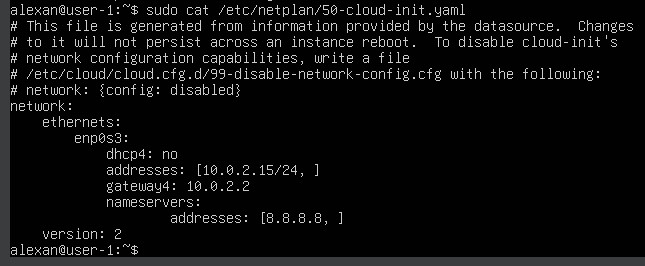 alexan@user-1:~$ sudo cat /etc/netplan/50-cloud-init.yaml
# This file is generated from information provided by the datasource.  Changes
# to it will not persist across an instance reboot.  To disable cloud-init's
# network configuration capabilities, write a file
# /etc/cloud/cloud.cfg.d/99-disable-network-config.cfg with the following:
# network: {config: disabled}
network:
    ethernets:
        enp0s3:
            dhcp4: no
            addresses: [10.0.2.15/24, ]
            gateway4: 10.0.2.2
            nameservers:
                    addresses: [8.8.8.8, ]
    version: 2
alexan@user-1:~$